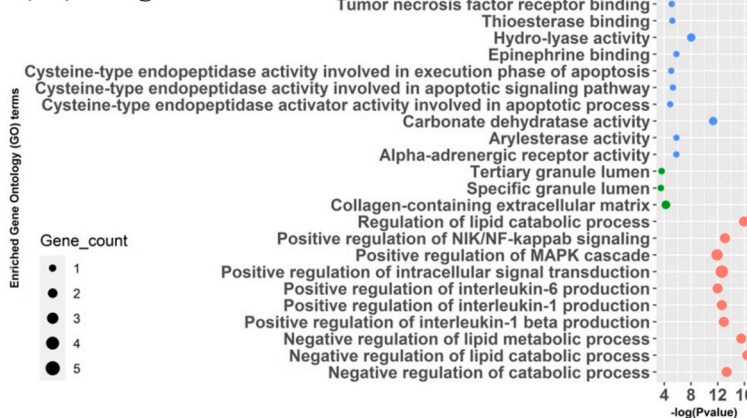 Tumor necrosis factor receptor binding
Thioesterase binding
Hydro-lyase activity
Epinephrine binding
Cysteine-type endopeptidase activity involved in execution phase of apoptosis
Cysteine-type endopeptidase activity involved in apoptotic signaling pathway
Cysteine-type endopeptidase activator activity involved in apoptotic process
Carbonate dehydratase activity
Arylesterase activity
Alpha-adrenergic receptor activity
Tertiary granule lumen
Specific granule lumen
Collagen-containing extracellular matrix
Regulation of lipid catabolic process
Positive regulation of NIK/NF-kappab signaling
Positive regulation of MAPK cascade
Positive regulation of intracellular signal transduction
Positive regulation of interleukin-6 production
Positive regulation of interleukin-1 production
Positive regulation of interleukin-1 beta production
Negative regulation of lipid metabolic process
Negative regulation of lipid catabolic process
Negative regulation of catabolic process
Enriched Gene Ontology (GO) terms
Gene_count
1
2
3
4
5
4 8 12
-log(Pvalue)